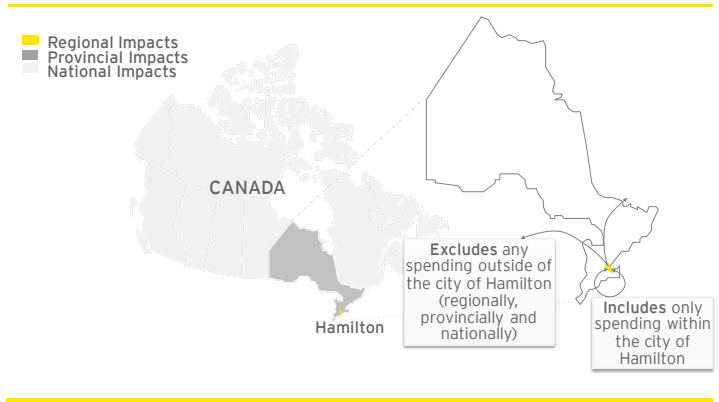 Regional Impacts
Provincial Impacts
National Impacts
CANADA
Hamilton
Excludes any
spending outside of
the city of Hamilton
(regionally,
provincially and
nationally)
Includes only
spending within
the city of
Hamilton